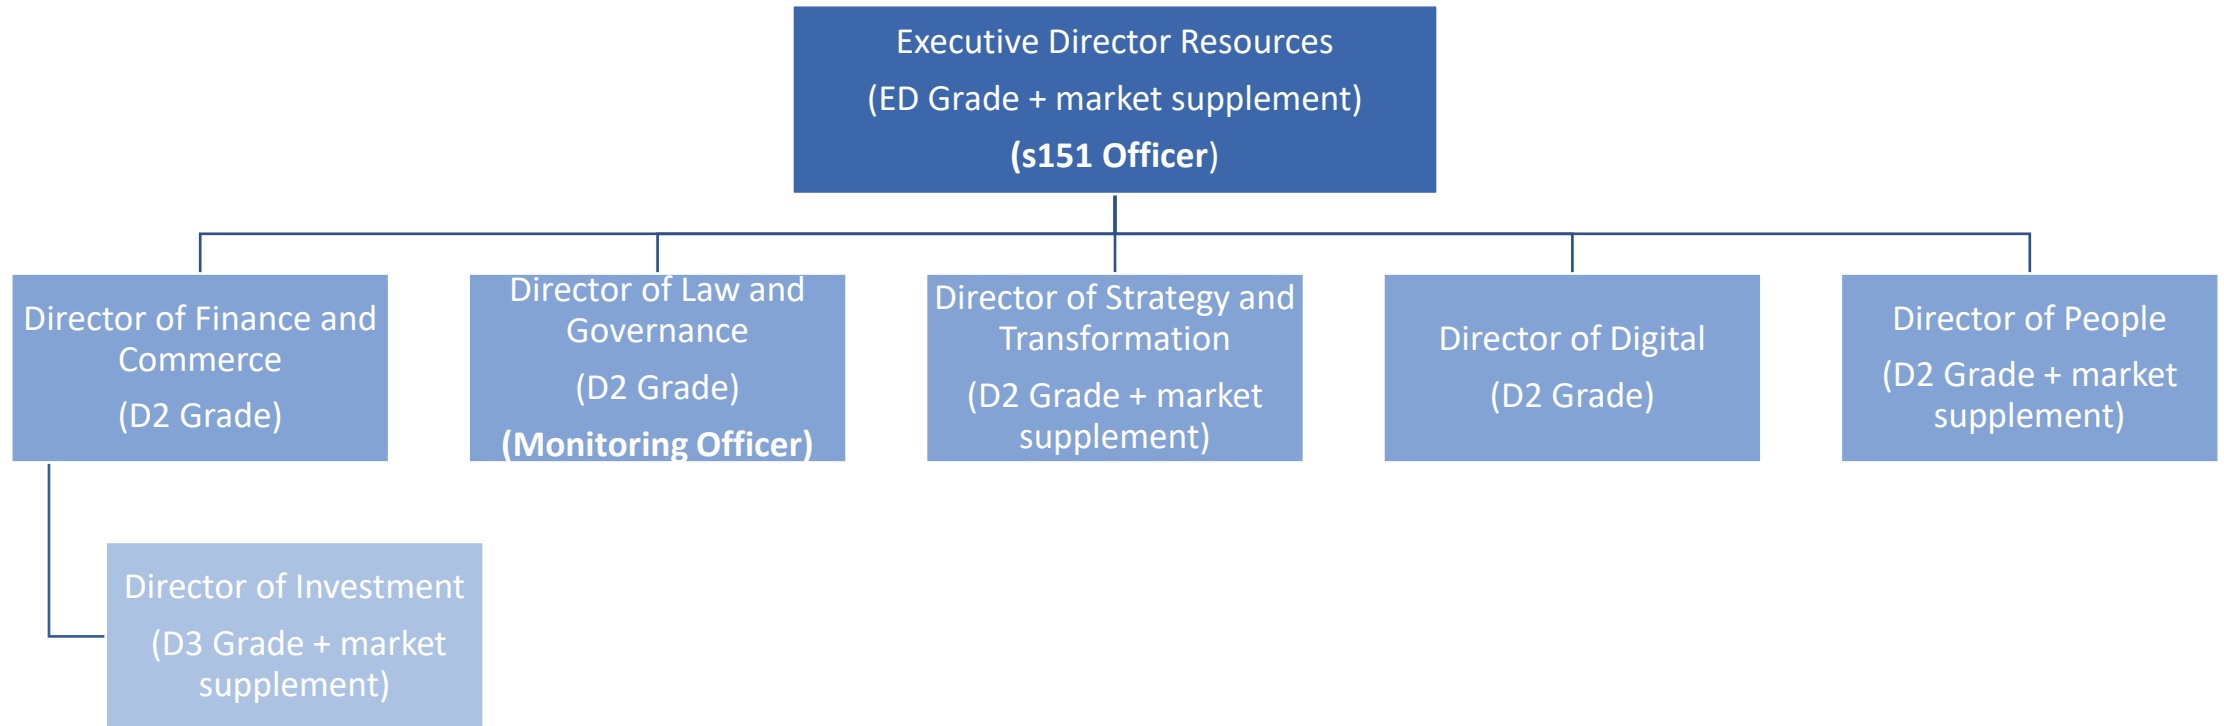 Executive Director Resources
(ED Grade + market supplement)
(s151 Officer)
Director of Finance and
Commerce
(D2 Grade)
Director of Law and
Governance
(D2 Grade)
(Monitoring Officer)
Director of Strategy and
Transformation
(D2 Grade + market
supplement)
Director of Digital
(D2 Grade)
Director of People
(D2 Grade + market
supplement)
Director of Investment
(D3 Grade + market
supplement)